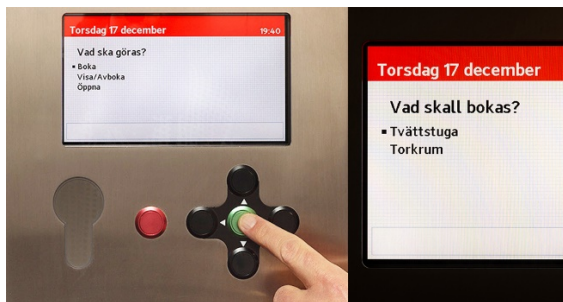 Torsdag 17 december 19:40
Vad ska göras?
Boka
Visa/Avboka
Öppna
Torsdag 17 december
Vad skall bokas?
Tvättstuga
Torkrum